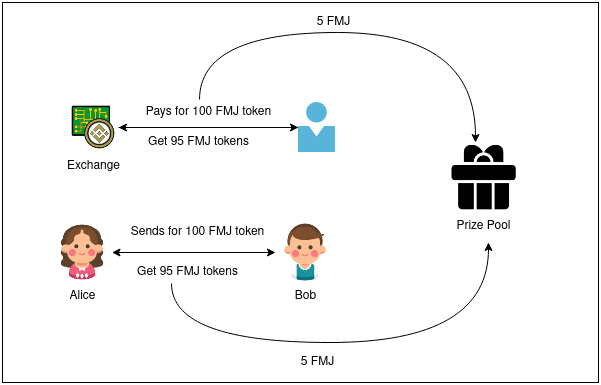 5 FMJ
Pays for 100 FMJ token
Get 95 FMJ tokens
Exchange
Prize Pool
Sends for 100 FMJ token
Get 95 FMJ tokens
Alice
Bob
5 FMJ